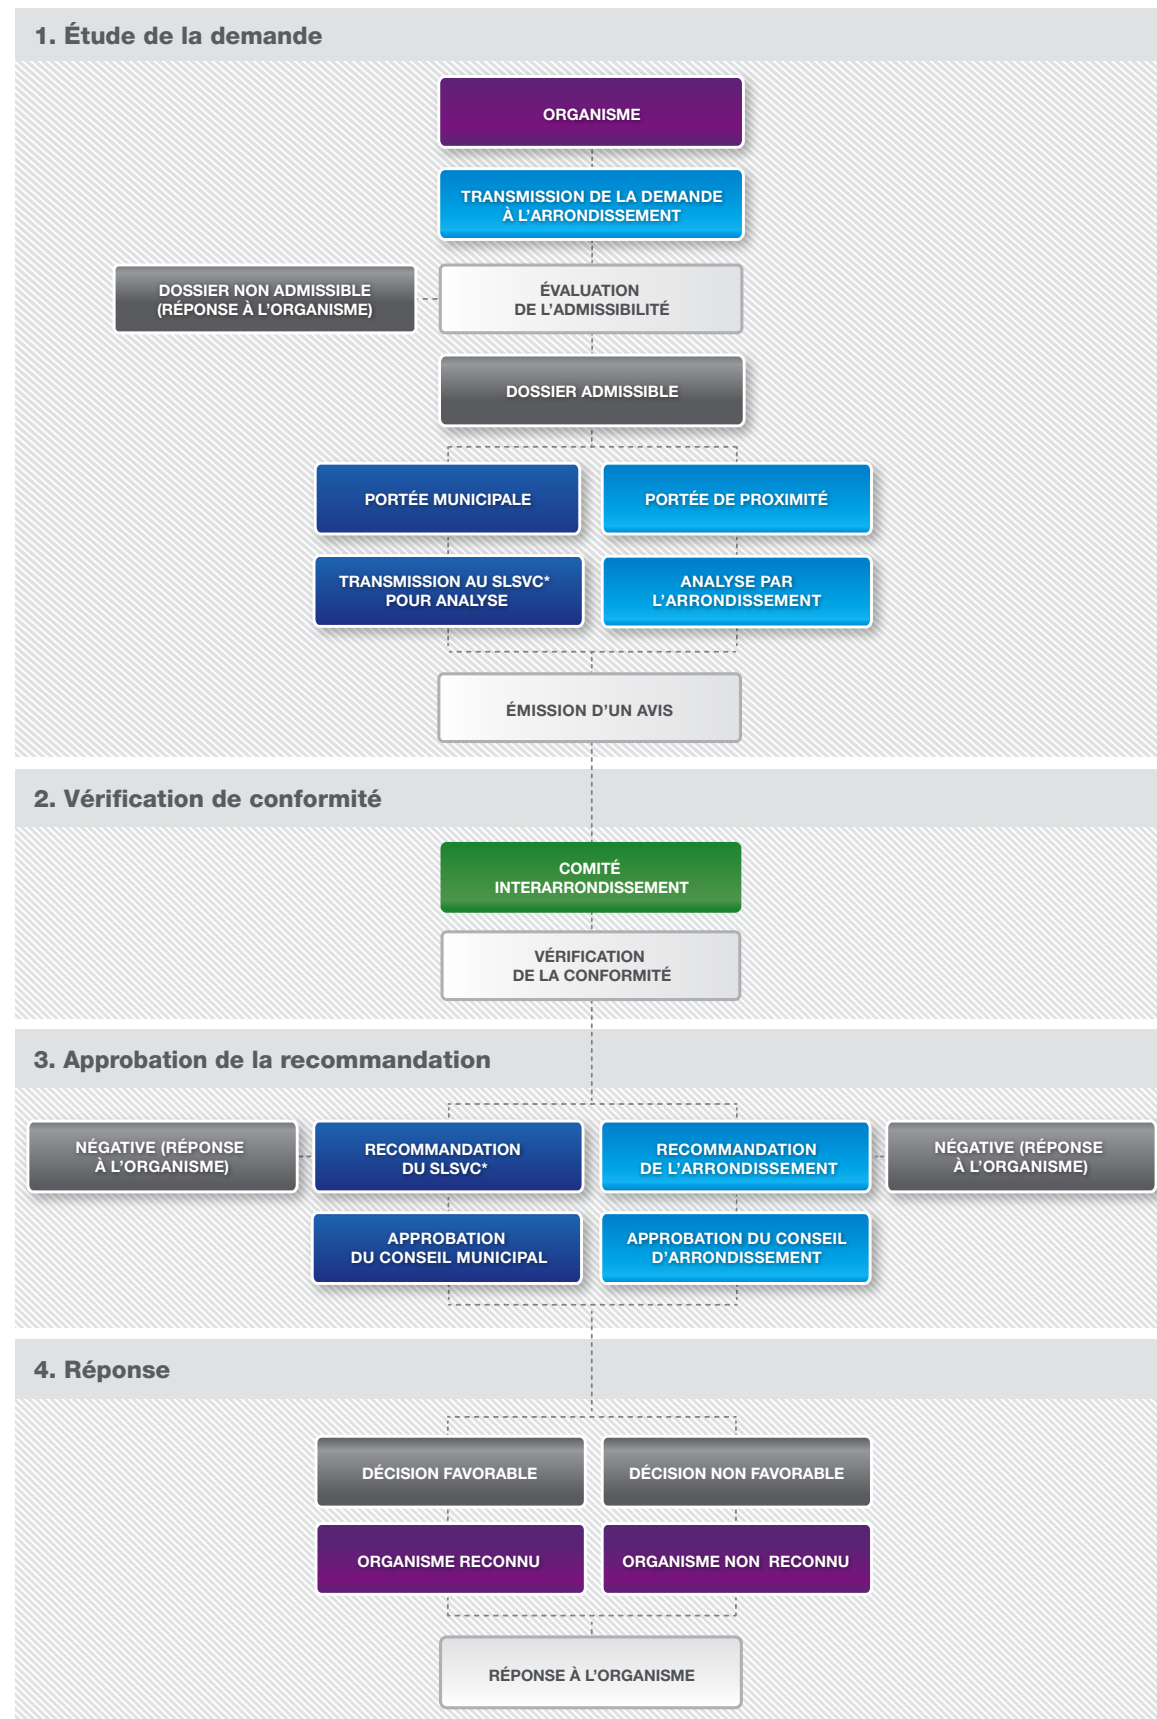 1. Étude de la demande
ORGANISME
TRANSMISSION DE LA DEMANDE
À L'ARRONDISSEMENT
DOSSIER NON ADMISSIBLE
(RÉPONSE À L'ORGANISME)
ÉVALUATION
DE L'ADMISSIBILITÉ
DOSSIER ADMISSIBLE
PORTÉE MUNICIPALE
PORTÉE DE PROXIMITÉ
TRANSMISSION AU SLSVC*
POUR ANALYSE
ANALYSE PAR
L'ARRONDISSEMENT
ÉMISSION D'UN AVIS
2. Vérification de conformité
COMITÉ
INTERARRONDISSEMENT
VÉRIFICATION
DE LA CONFORMITÉ
3. Approbation de la recommandation
NÉGATIVE (RÉPONSE
À L'ORGANISME)
RECOMMANDATION
DU SLSVC*
RECOMMANDATION
DE L'ARRONDISSEMENT
NÉGATIVE (RÉPONSE
À L'ORGANISME)
APPROBATION
DU CONSEIL MUNICIPAL
APPROBATION DU CONSEIL
D'ARRONDISSEMENT
4. Réponse
DÉCISION FAVORABLE
DÉCISION NON FAVORABLE
ORGANISME RECONNU
ORGANISME NON RECONNU
RÉPONSE À L'ORGANISME